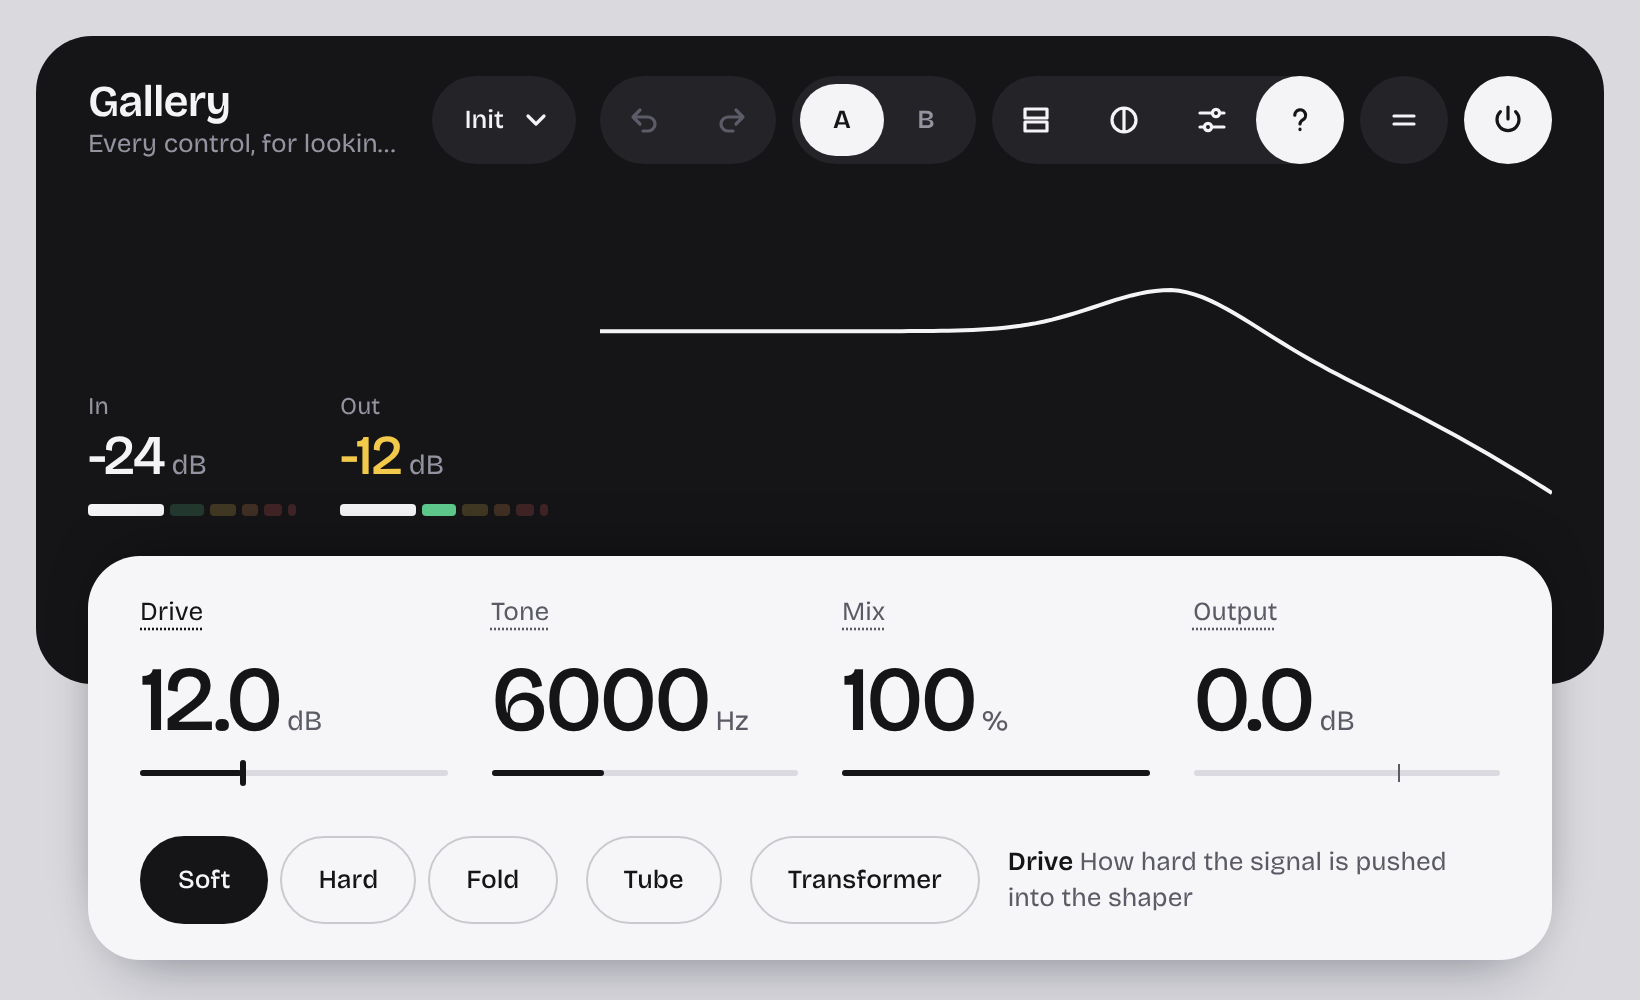 Gallery
Every control, for lookin...
Init
A
B
?
In
-24 dB
Out
-12 dB
Drive
12.0 dB
Tone
6000 Hz
Mix
100 %
Output
0.0 dB
Soft
Hard
Fold
Tube
Transformer
Drive How hard the signal is pushed
into the shaper